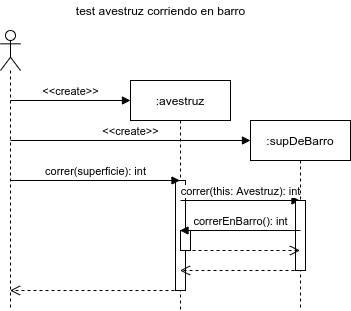 test avestruz corriendo en barro
<<create>>
:avestruz
<<create>>
:supDeBarro
correr(superficie): int
correr(this: Avestruz): int
correrEnBarro(): int